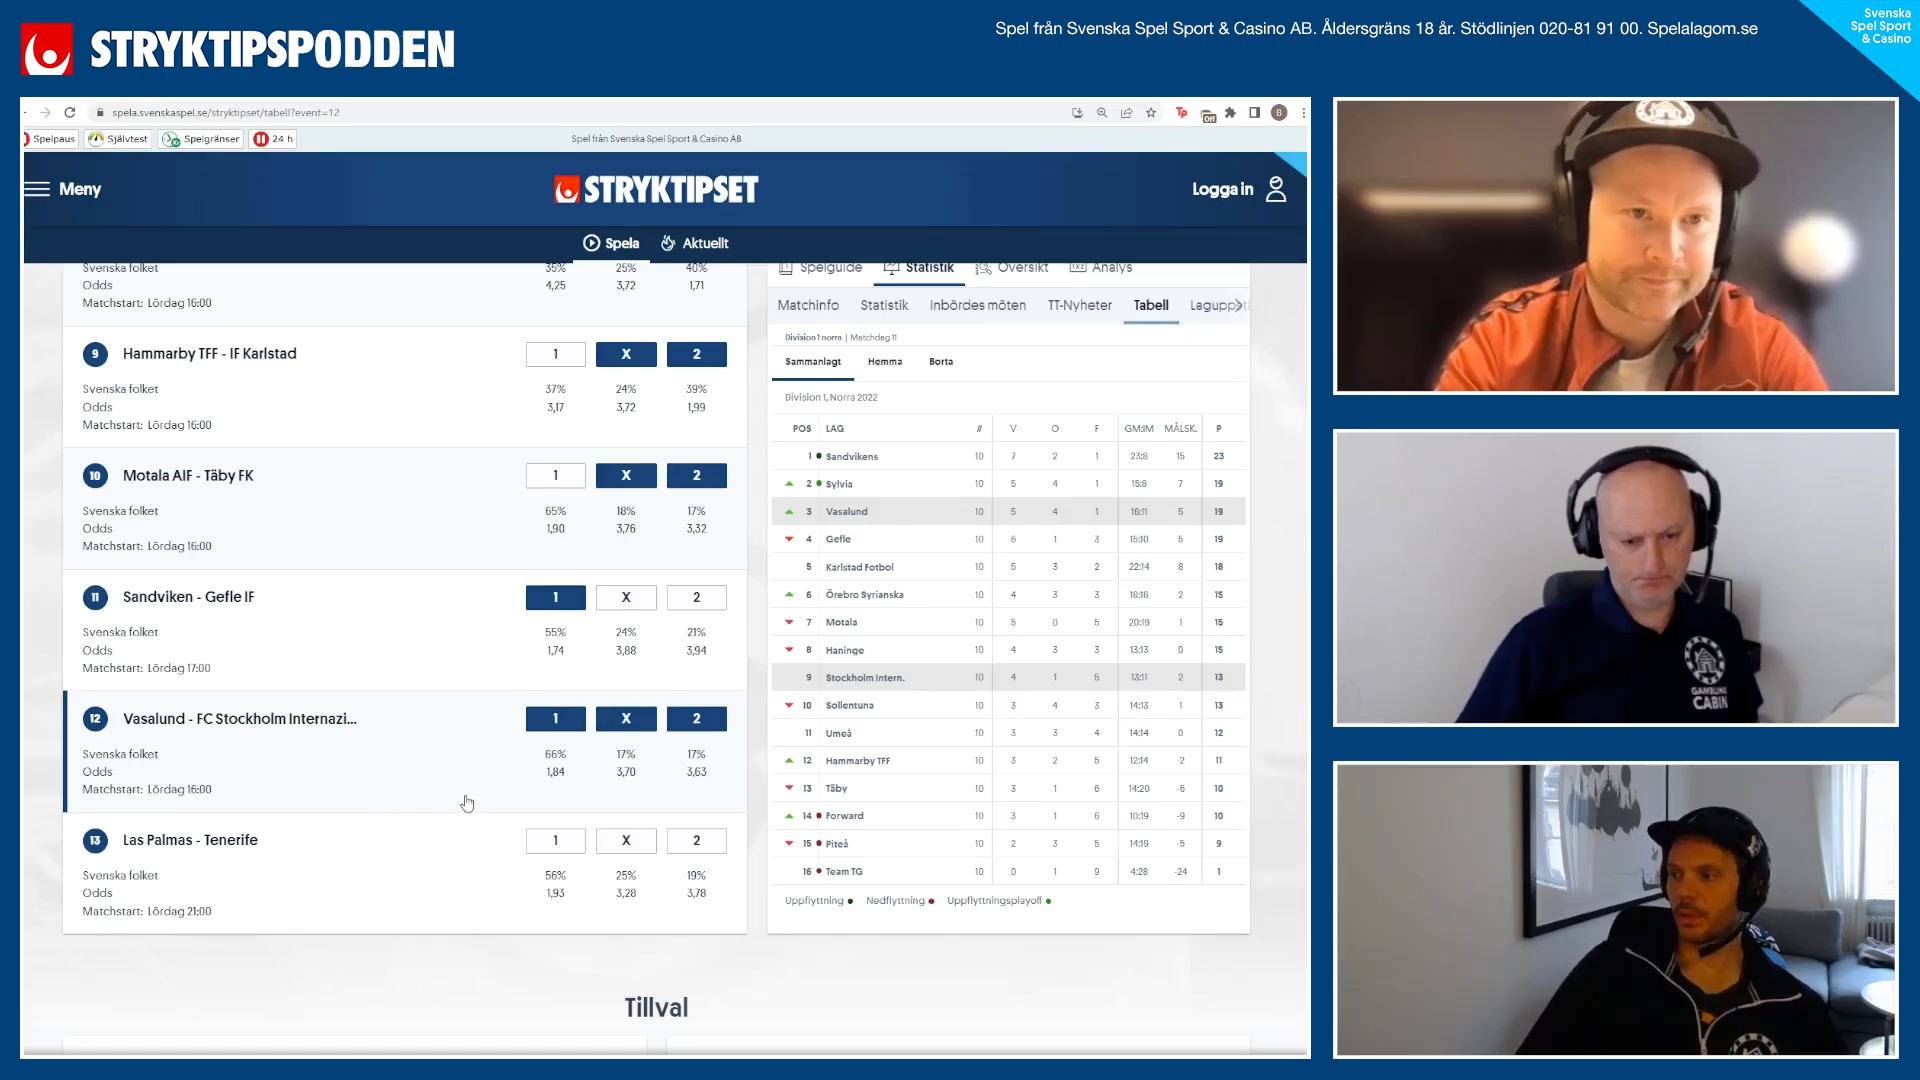 STRYKTIPSPODDEN
Spel från Svenska Spel Sport & Casino AB. Åldersgräns 18 år. Stödlinjen 020-81 91 00. Spelalagom.se
Svenska
Spel Sport
& Casino
spela.svenskaspel.se/stryktipset/tabell?event=12
Tp
Off
B
Spelpaus
Självtest
Spelgränser
24 h
Spel från Svenska Spel Sport & Casino AB
Meny
STRYKTIPSET
Logga in
Spela
Aktuellt
Svenska folket 35% 25% 40%
Odds 4,25 3,72 1,71
Matchstart: Lördag 16:00
9 Hammarby TFF - IF Karlstad 1 X 2
Svenska folket 37% 24% 39%
Odds 3,17 3,72 1,99
Matchstart: Lördag 16:00
10 Motala AIF - Täby FK 1 X 2
Svenska folket 65% 18% 17%
Odds 1,90 3,76 3,32
Matchstart: Lördag 16:00
11 Sandviken - Gefle IF 1 X 2
Svenska folket 55% 24% 21%
Odds 1,74 3,88 3,94
Matchstart: Lördag 17:00
12 Vasalund - FC Stockholm Internazi... 1 X 2
Svenska folket 66% 17% 17%
Odds 1,84 3,70 3,63
Matchstart: Lördag 16:00
13 Las Palmas - Tenerife 1 X 2
Svenska folket 56% 25% 19%
Odds 1,93 3,28 3,78
Matchstart: Lördag 21:00
Spelguide Statistik Översikt Analys
Matchinfo Statistik Inbördes möten TT-Nyheter Tabell
Division 1 norra | Matchdag 11
Sammanlagt Hemma Borta
Division 1, Norra 2022
POS LAG # V O F GM:IM MÅLSK. P
1 Sandvikens 10 7 2 1 23:8 15 23
2 Sylvia 10 5 4 1 15:8 7 19
3 Vasalund 10 5 4 1 16:11 5 19
4 Gefle 10 6 1 3 15:10 5 19
5 Karlstad Fotbol 10 5 3 2 22:14 8 18
6 Örebro Syrianska 10 4 3 3 18:16 2 15
7 Motala 10 5 0 5 20:19 1 15
8 Haninge 10 4 3 3 13:13 0 15
9 Stockholm Intern. 10 4 1 5 13:11 2 13
10 Sollentuna 10 3 4 3 14:13 1 13
11 Umeå 10 3 3 4 14:14 0 12
12 Hammarby TFF 10 3 2 5 12:14 -2 11
13 Täby 10 3 1 6 14:20 -6 10
14 Forward 10 3 1 6 10:19 -9 10
15 Piteå 10 2 3 5 14:19 -5 9
16 Team TG 10 0 1 9 4:28 -24 1
Uppflyttning Nedflyttning Uppflyttningsplayoff
Tillval
GAMBLING
CABIN